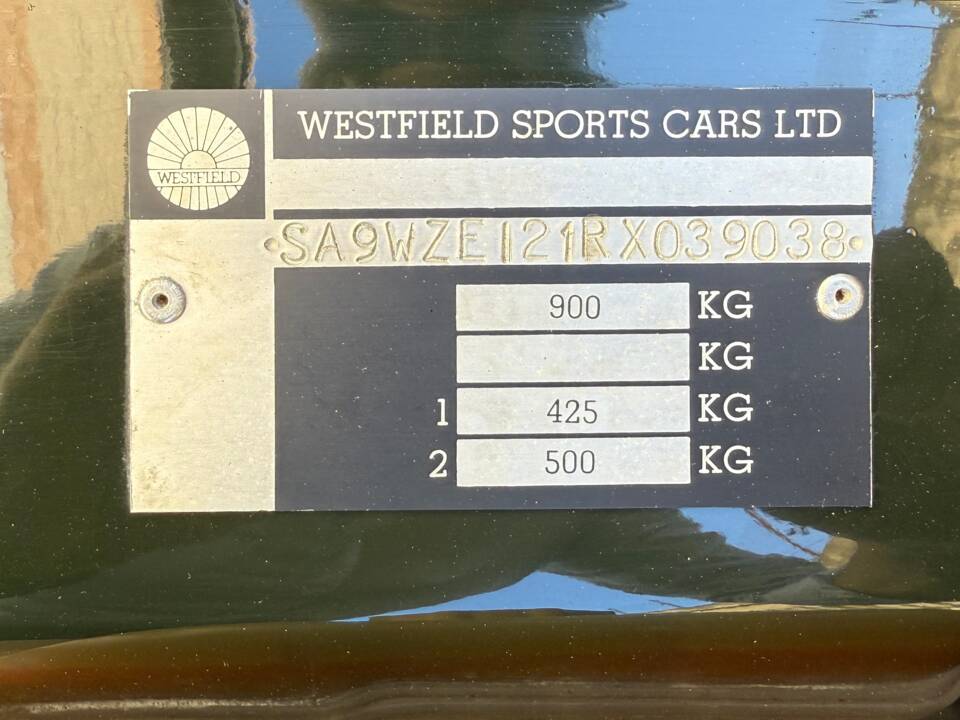 WESTFIELD SPORTS CARS LTD
WESTFIELD
SA9WZE121RX039038
900 KG
KG
1 425 KG
2 500 KG